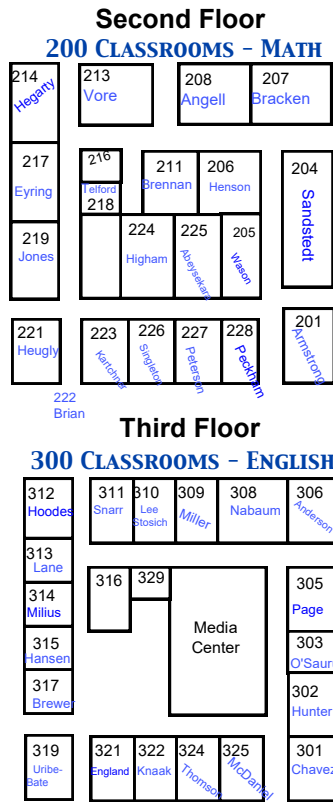 Second Floor
200 Classrooms - Math
214
Hegarty
213
Vore
208
Angell
207
Bracken
217
Eyring
216
Telford
218
211
Brennan
206
Henson
204
Sandstedt
219
Jones
224
Higham
225
Abeysekara
205
Wason
221
Heugly
222
Brian
223
Kartchner
226
Singleton
227
Peterson
228
Peckham
201
Armstrong
Third Floor
300 Classrooms - English
312
Hoodes
311
Snarr
310
Lee
Stosich
309
Miller
308
Nabaum
306
Anderson
313
Lane
314
Milius
316
329
Media
Center
305
Page
315
Hansen
303
O'Saur
317
Brewer
302
Hunter
319
Uribe-
Bate
321
England
322
Knaak
324
Thomson
325
McDaniel
301
Chavez